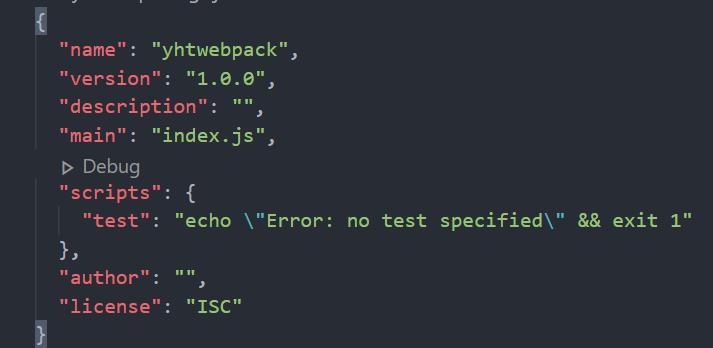 {
"name": "yhtwebpack",
"version": "1.0.0",
"description": "",
"main": "index.js",
Debug
"scripts": {
"test": "echo \"Error: no test specified\" && exit 1"
},
"author": "",
"license": "ISC"
}